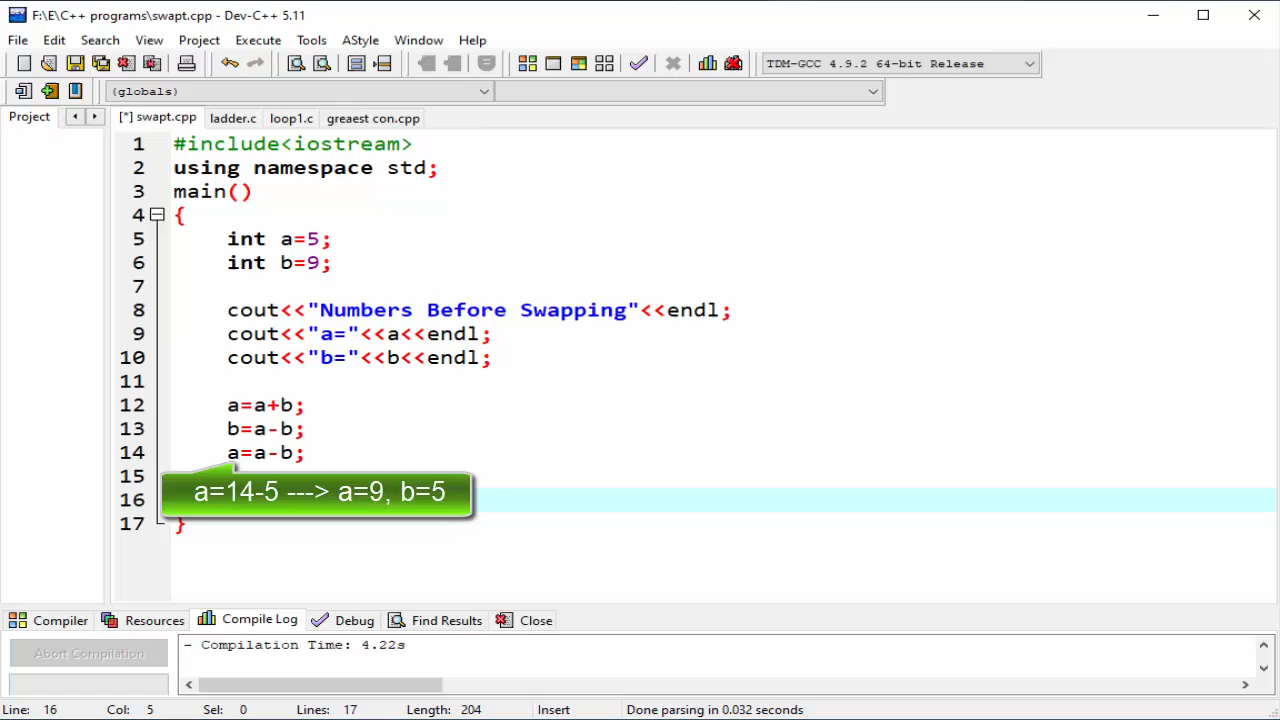 F:\E\C++ programs\swapt.cpp - Dev-C++ 5.11
File Edit Search View Project Execute Tools AStyle Window Help
TDM-GCC 4.9.2 64-bit Release
(globals)
Project [*] swapt.cpp ladder.c loop1.c greaest con.cpp
1 #include<iostream>
2 using namespace std;
3 main()
4 {
5 int a=5;
6 int b=9;
7
8 cout<<"Numbers Before Swapping"<<endl;
9 cout<<"a="<<a<<endl;
10 cout<<"b="<<b<<endl;
11
12 a=a+b;
13 b=a-b;
14 a=a-b;
15
a=14-5 ---> a=9, b=5
16
17 }
Compiler Resources Compile Log Debug Find Results Close
Abort Compilation
- Compilation Time: 4.22s
Line: 16 Col: 5 Sel: 0 Lines: 17 Length: 204 Insert Done parsing in 0.032 seconds